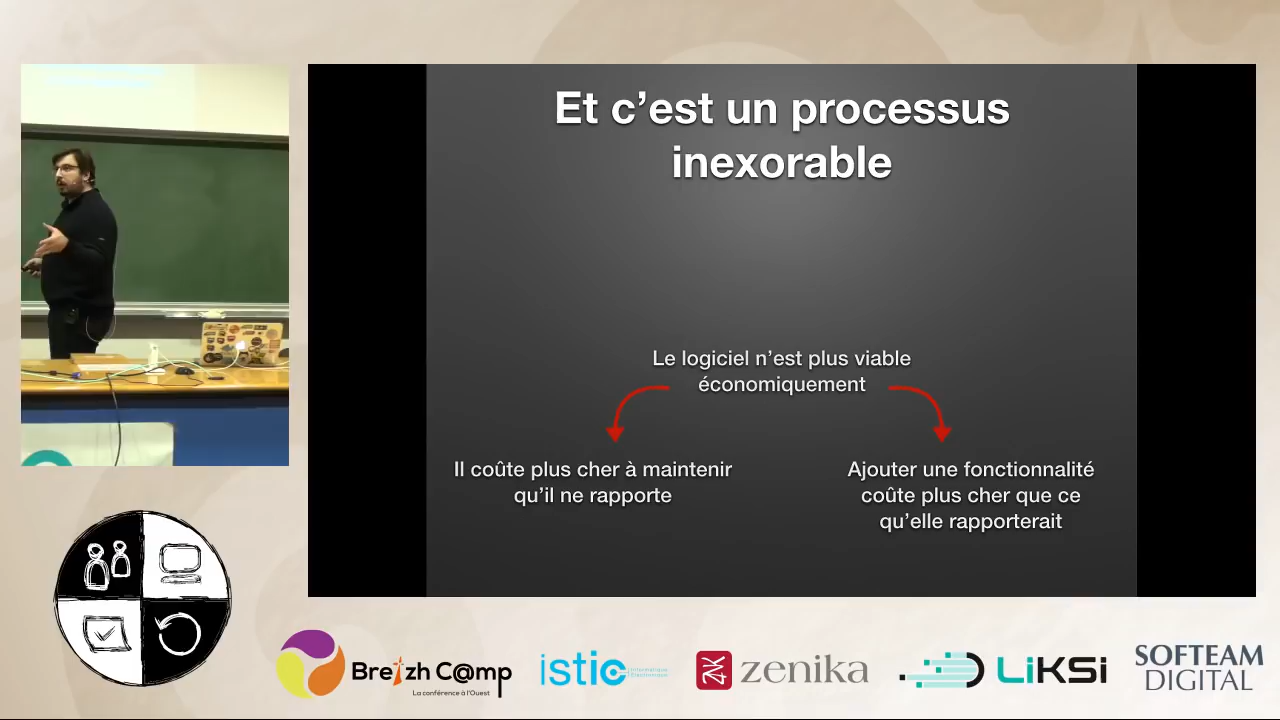 Et c’est un processus
inexorable
Le logiciel n’est plus viable
économiquement
Il coûte plus cher à maintenir
qu’il ne rapporte
Ajouter une fonctionnalité
coûte plus cher que ce
qu’elle rapporterait
Breizh C@mp
La conférence à l'Ouest
istic
Informatique
Électronique
zenika
LiKSi
SOFTEAM
DIGITAL